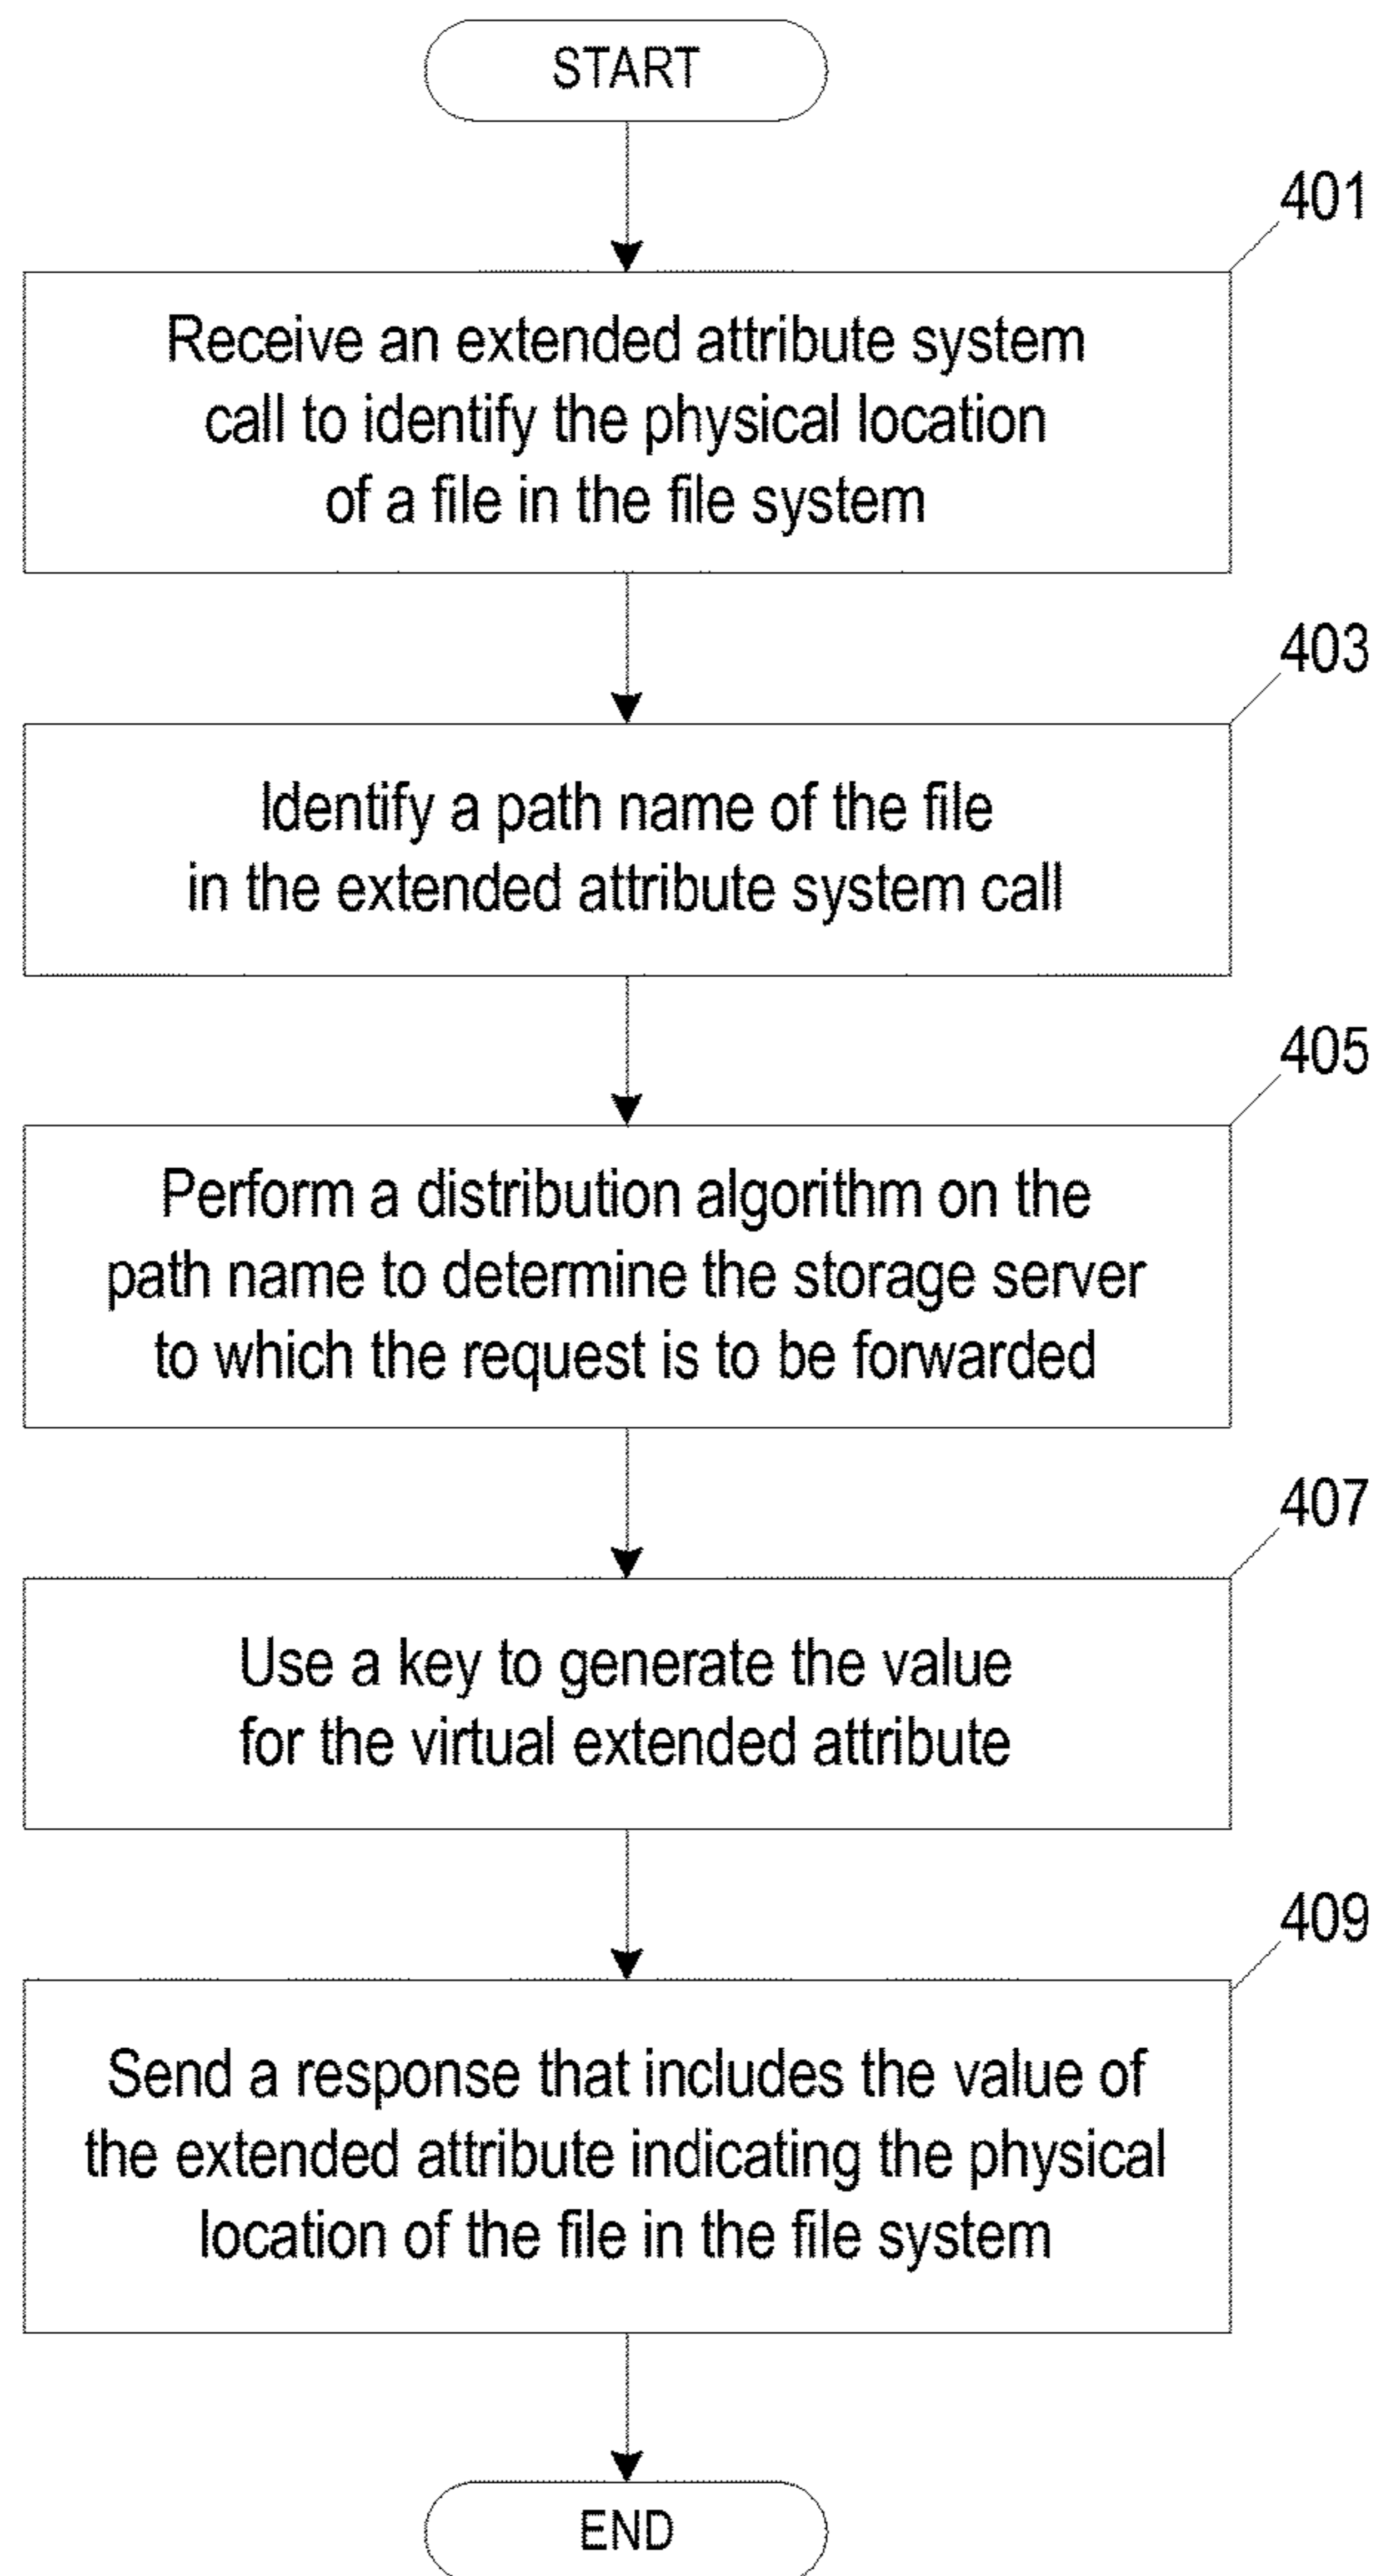 START
401
Receive an extended attribute system
call to identify the physical location
of a file in the file system
403
Identify a path name of the file
in the extended attribute system call
405
Perform a distribution algorithm on the
path name to determine the storage server
to which the request is to be forwarded
407
Use a key to generate the value
for the virtual extended attribute
409
Send a response that includes the value of
the extended attribute indicating the physical
location of the file in the file system
END